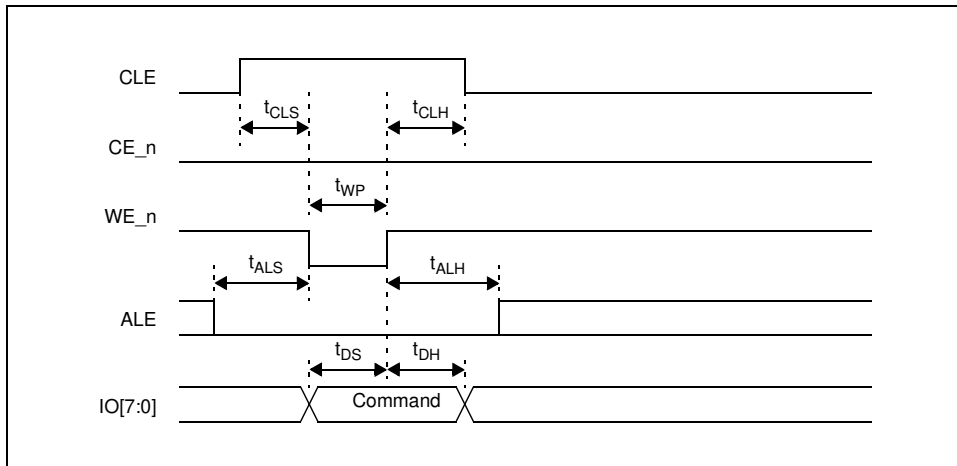 CLE
tCLS
tCLH
CE_n
tWP
WE_n
tALS
tALH
ALE
tDS
tDH
IO[7:0]
Command